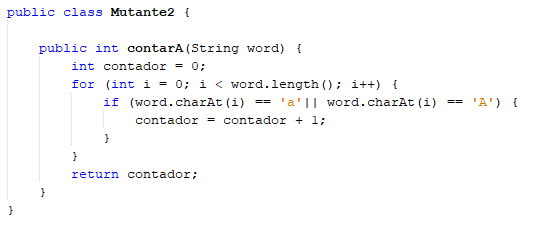 public class Mutante2 {
public int contarA(String word) {
int contador = 0;
for (int i = 0; i < word.length(); i++) {
if (word.charAt(i) == 'a'|| word.charAt(i) == 'A') {
contador = contador + 1;
}
}
return contador;
}
}